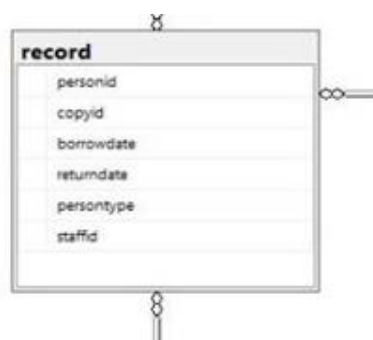 record
personid
copyid
borrowdate
returndate
persontype
staffid